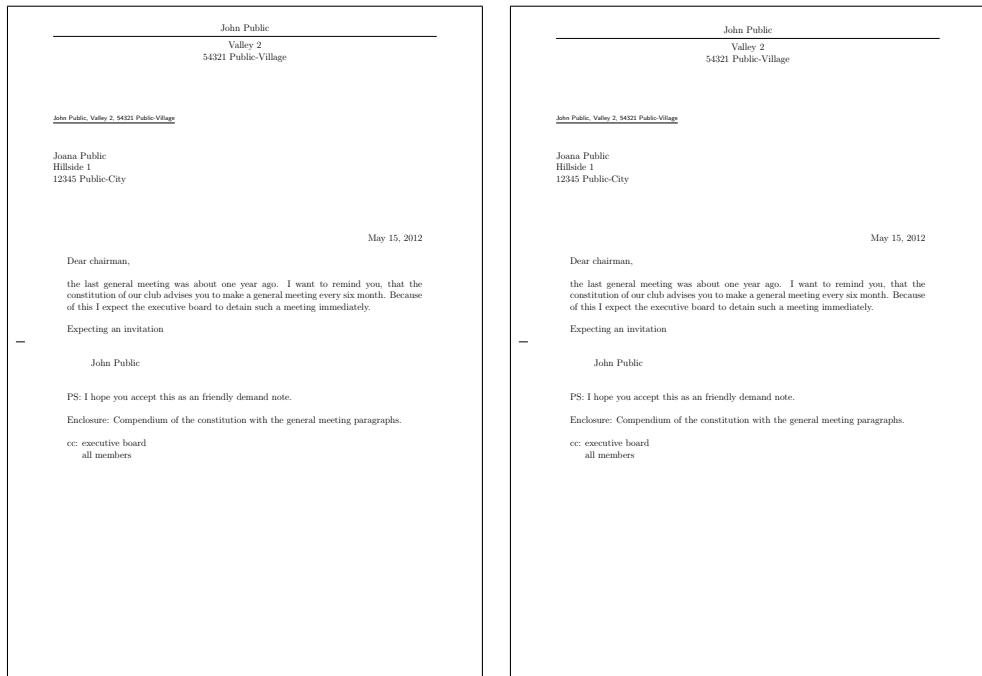 John Public
Valley 2
54321 Public-Village
John Public, Valley 2, 54321 Public-Village
Joana Public
Hillside 1
12345 Public-City
May 15, 2012
Dear chairman,
the last general meeting was about one year ago. I want to remind you, that the
constitution of our club advises you to make a general meeting every six month. Because
of this I expect the executive board to detain such a meeting immediately.
Expecting an invitation
John Public
PS: I hope you accept this as an friendly demand note.
Enclosure: Compendium of the constitution with the general meeting paragraphs.
cc: executive board
all members
John Public
Valley 2
54321 Public-Village
John Public, Valley 2, 54321 Public-Village
Joana Public
Hillside 1
12345 Public-City
May 15, 2012
Dear chairman,
the last general meeting was about one year ago. I want to remind you, that the
constitution of our club advises you to make a general meeting every six month. Because
of this I expect the executive board to detain such a meeting immediately.
Expecting an invitation
John Public
PS: I hope you accept this as an friendly demand note.
Enclosure: Compendium of the constitution with the general meeting paragraphs.
cc: executive board
all members